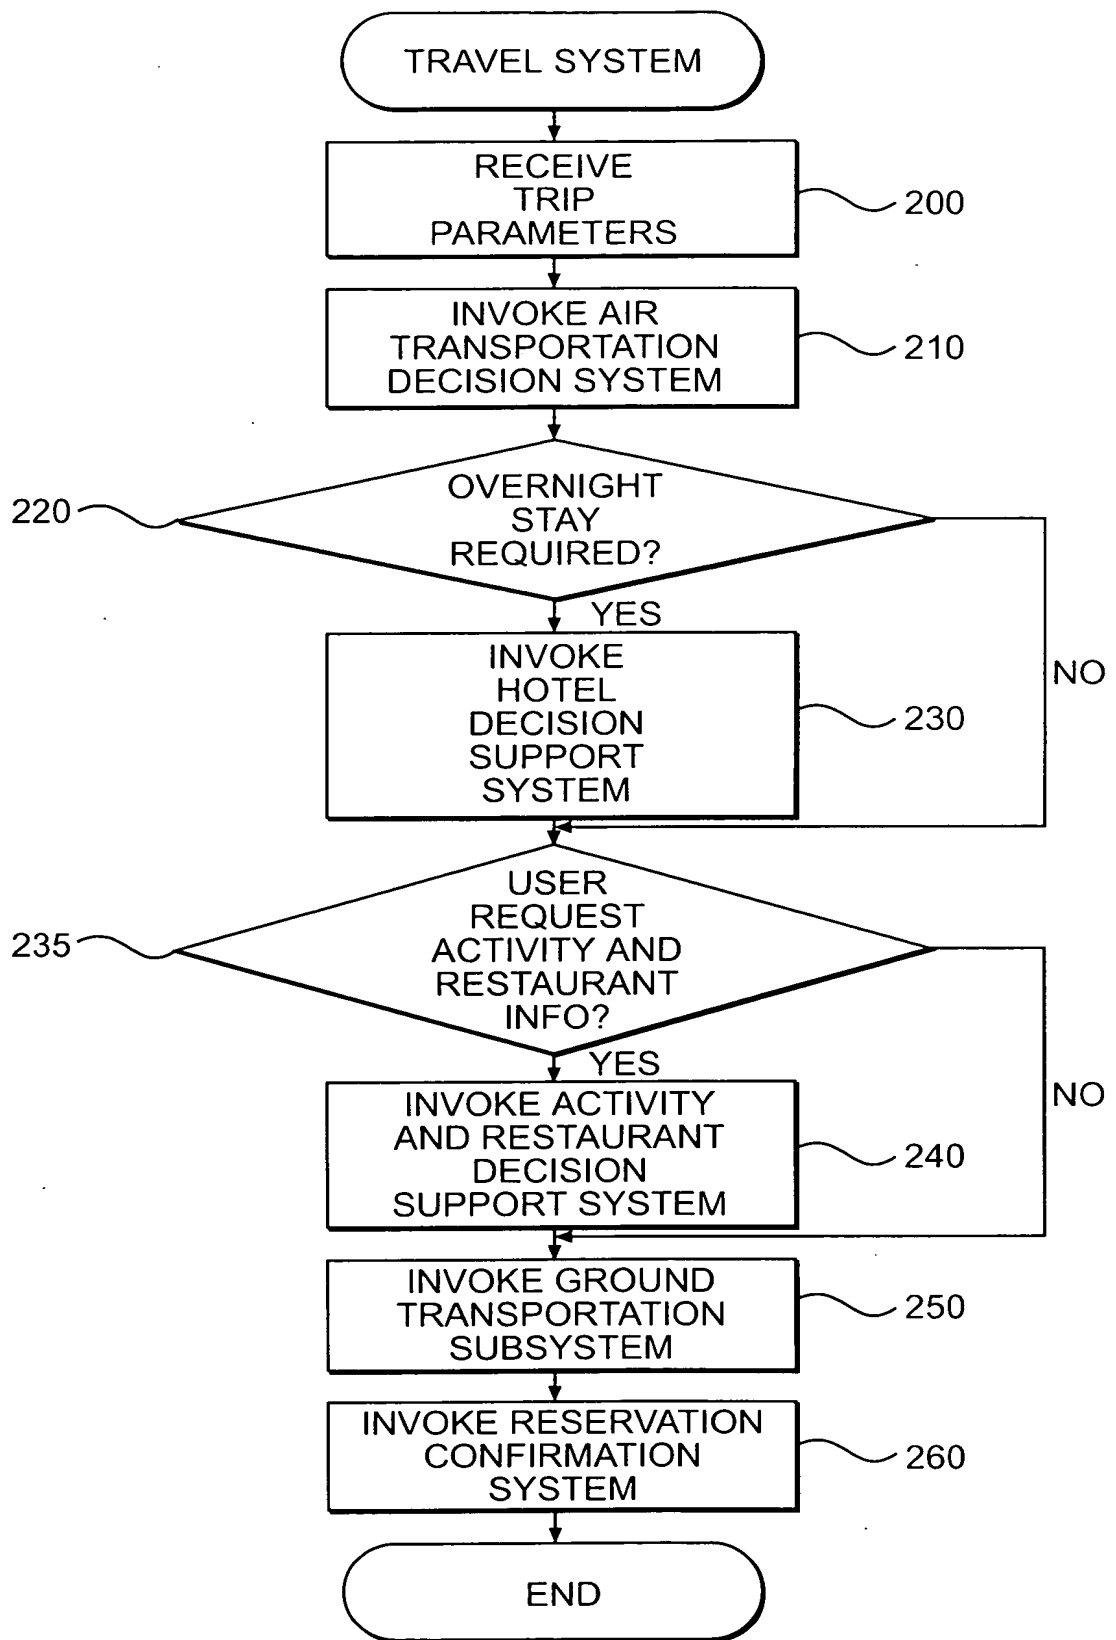 TRAVEL SYSTEM
RECEIVE
TRIP
PARAMETERS
200
INVOKE AIR
TRANSPORTATION
DECISION SYSTEM
210
OVERNIGHT
STAY
REQUIRED?
220
YES
NO
INVOKE
HOTEL
DECISION
SUPPORT
SYSTEM
230
USER
REQUEST
ACTIVITY AND
RESTAURANT
INFO?
235
YES
NO
INVOKE ACTIVITY
AND RESTAURANT
DECISION
SUPPORT SYSTEM
240
INVOKE GROUND
TRANSPORTATION
SUBSYSTEM
250
INVOKE RESERVATION
CONFIRMATION
SYSTEM
260
END